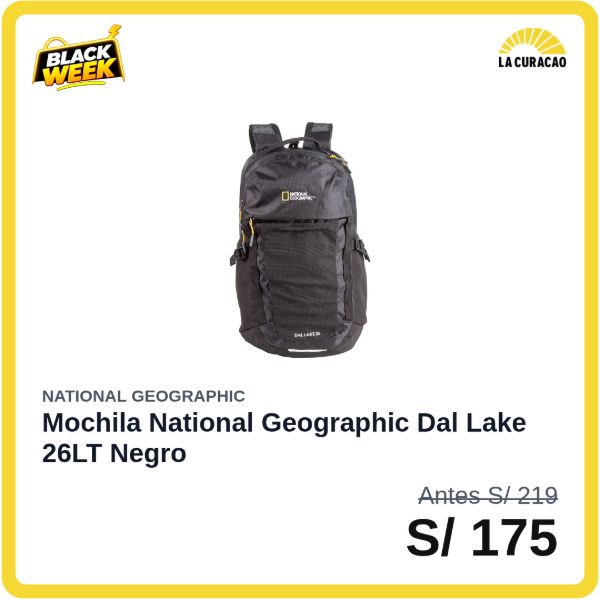 BLACK
WEEK
LA CURACAO
NATIONAL
GEOGRAPHIC
DAL LAKE 26
NATIONAL GEOGRAPHIC
Mochila National Geographic Dal Lake
26LT Negro
Antes S/ 219
S/ 175